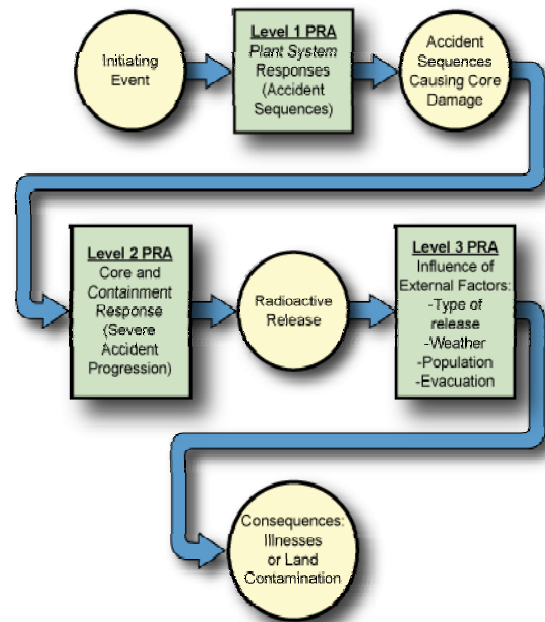 Initiating
Event
Level 1 PRA
Plant System
Responses
(Accident
Sequences)
Accident
Sequences
Causing Core
Damage
Level 2 PRA
Core and
Containment
Response
(Severe
Accident
Progression)
Radioactive
Release
Level 3 PRA
Influence of
External Factors:
-Type of
release
-Weather
-Population
-Evacuation
Consequences:
Illnesses
or Land
Contamination